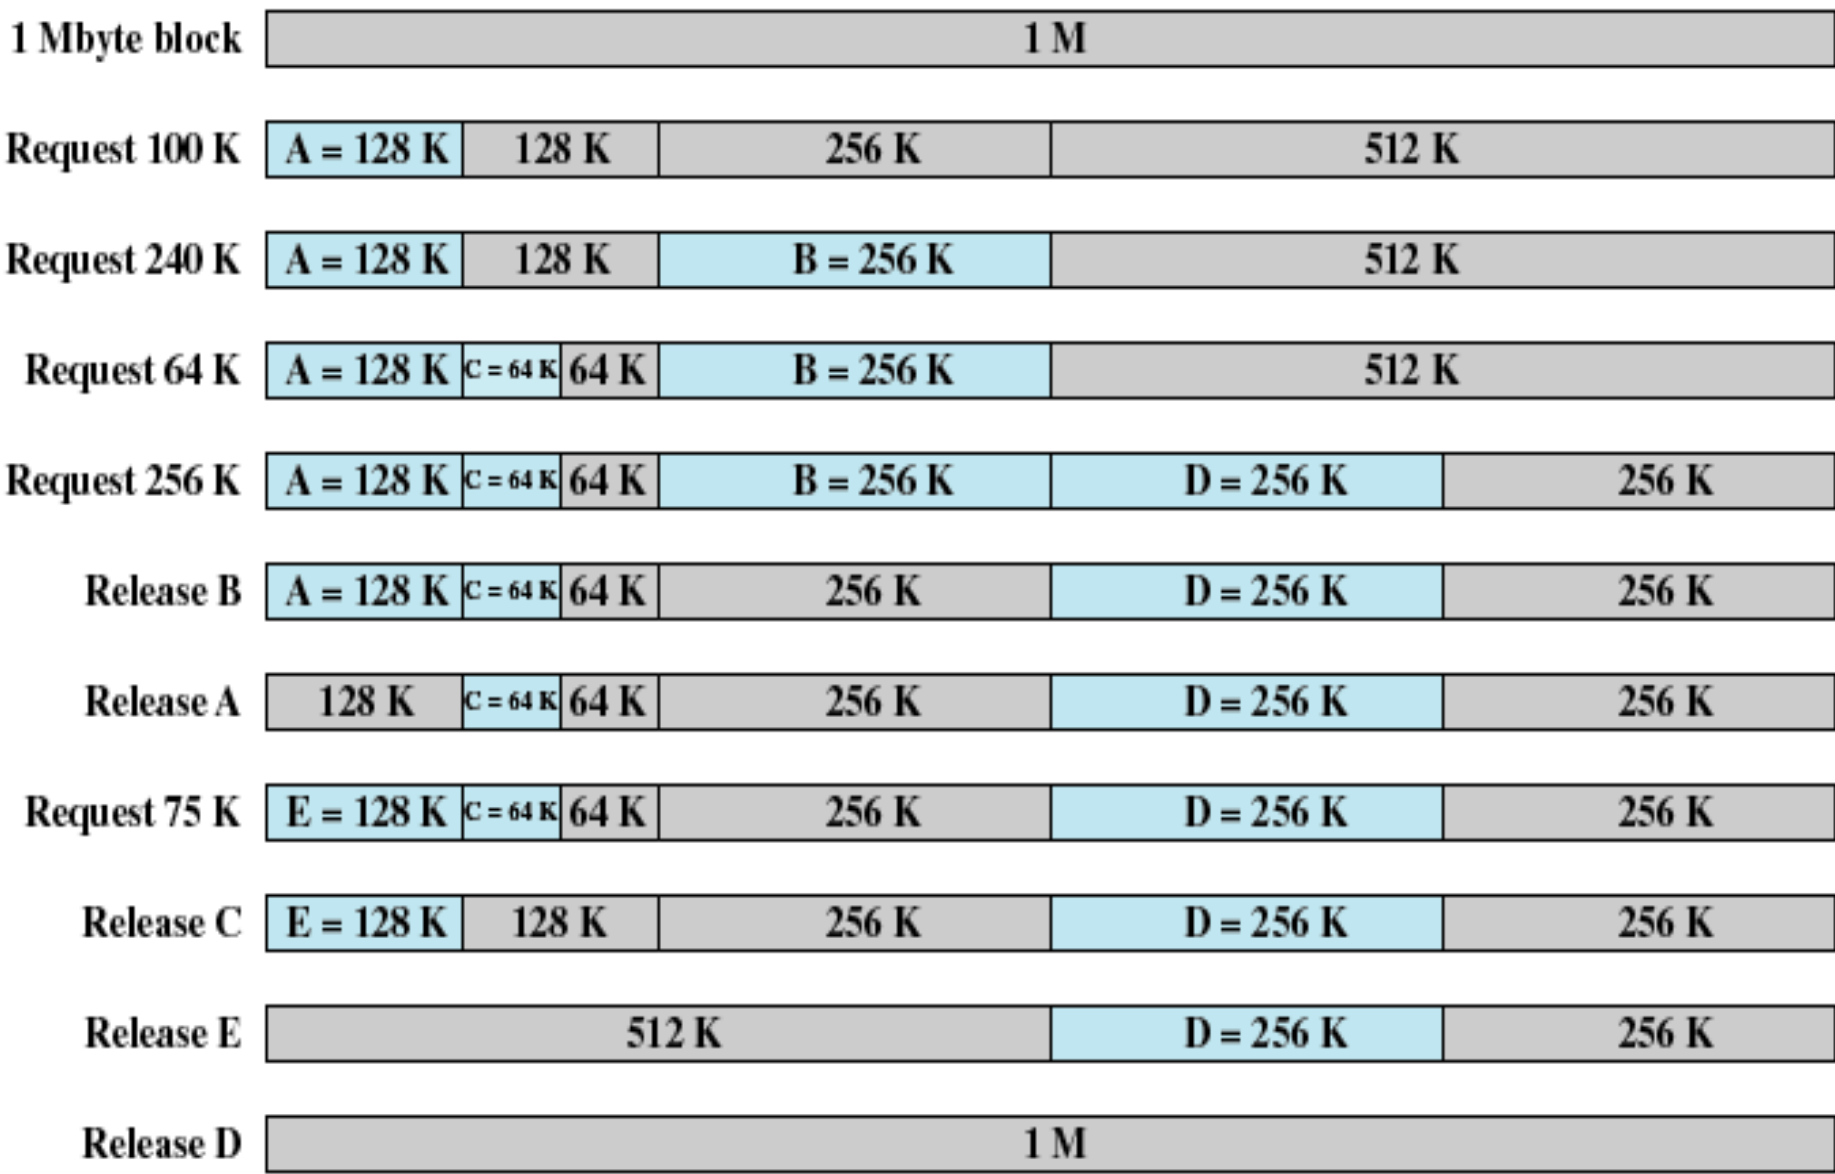 1 Mbyte block 1 M
Request 100 K A = 128 K 128 K 256 K 512 K
Request 240 K A = 128 K 128 K B = 256 K 512 K
Request 64 K A = 128 K C = 64 K 64 K B = 256 K 512 K
Request 256 K A = 128 K C = 64 K 64 K B = 256 K D = 256 K 256 K
Release B A = 128 K C = 64 K 64 K 256 K D = 256 K 256 K
Release A 128 K C = 64 K 64 K 256 K D = 256 K 256 K
Request 75 K E = 128 K C = 64 K 64 K 256 K D = 256 K 256 K
Release C E = 128 K 128 K 256 K D = 256 K 256 K
Release E 512 K D = 256 K 256 K
Release D 1 M